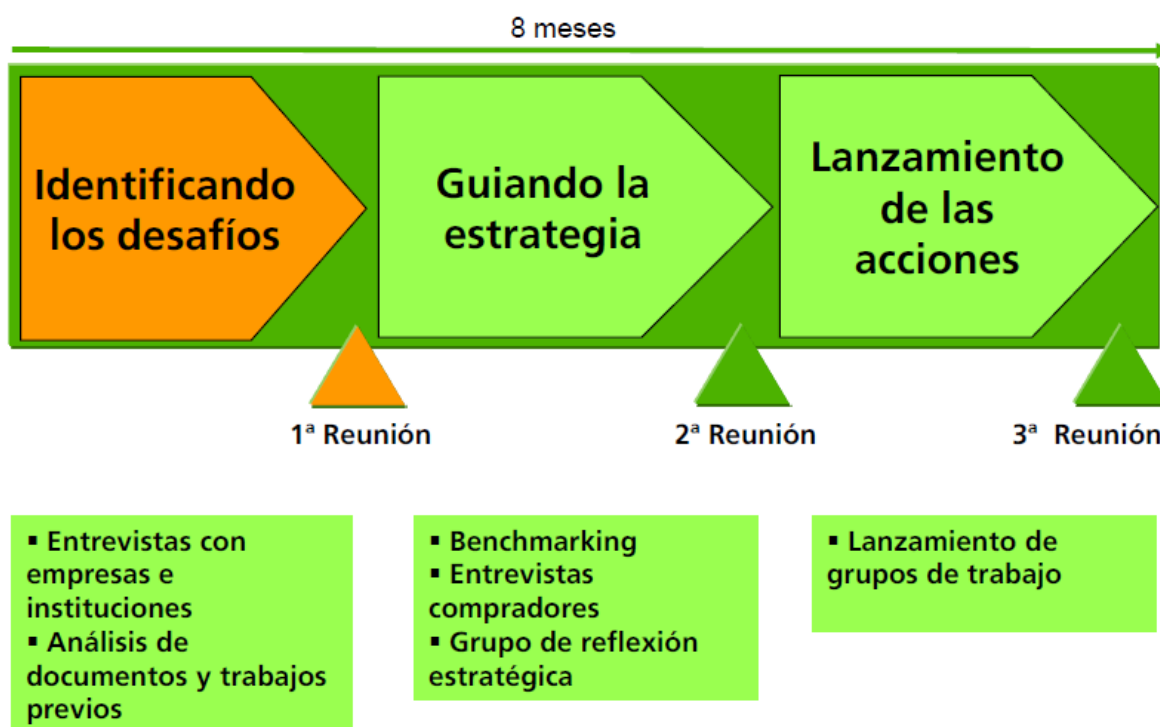 8 meses
Identificando
los desafíos
Guiando la
estrategia
Lanzamiento
de las
acciones
1ª Reunión
2ª Reunión
3ª Reunión
▪ Entrevistas con
empresas e
instituciones
▪ Análisis de
documentos y trabajos
previos
▪ Benchmarking
▪ Entrevistas
compradores
▪ Grupo de reflexión
estratégica
▪ Lanzamiento de
grupos de trabajo